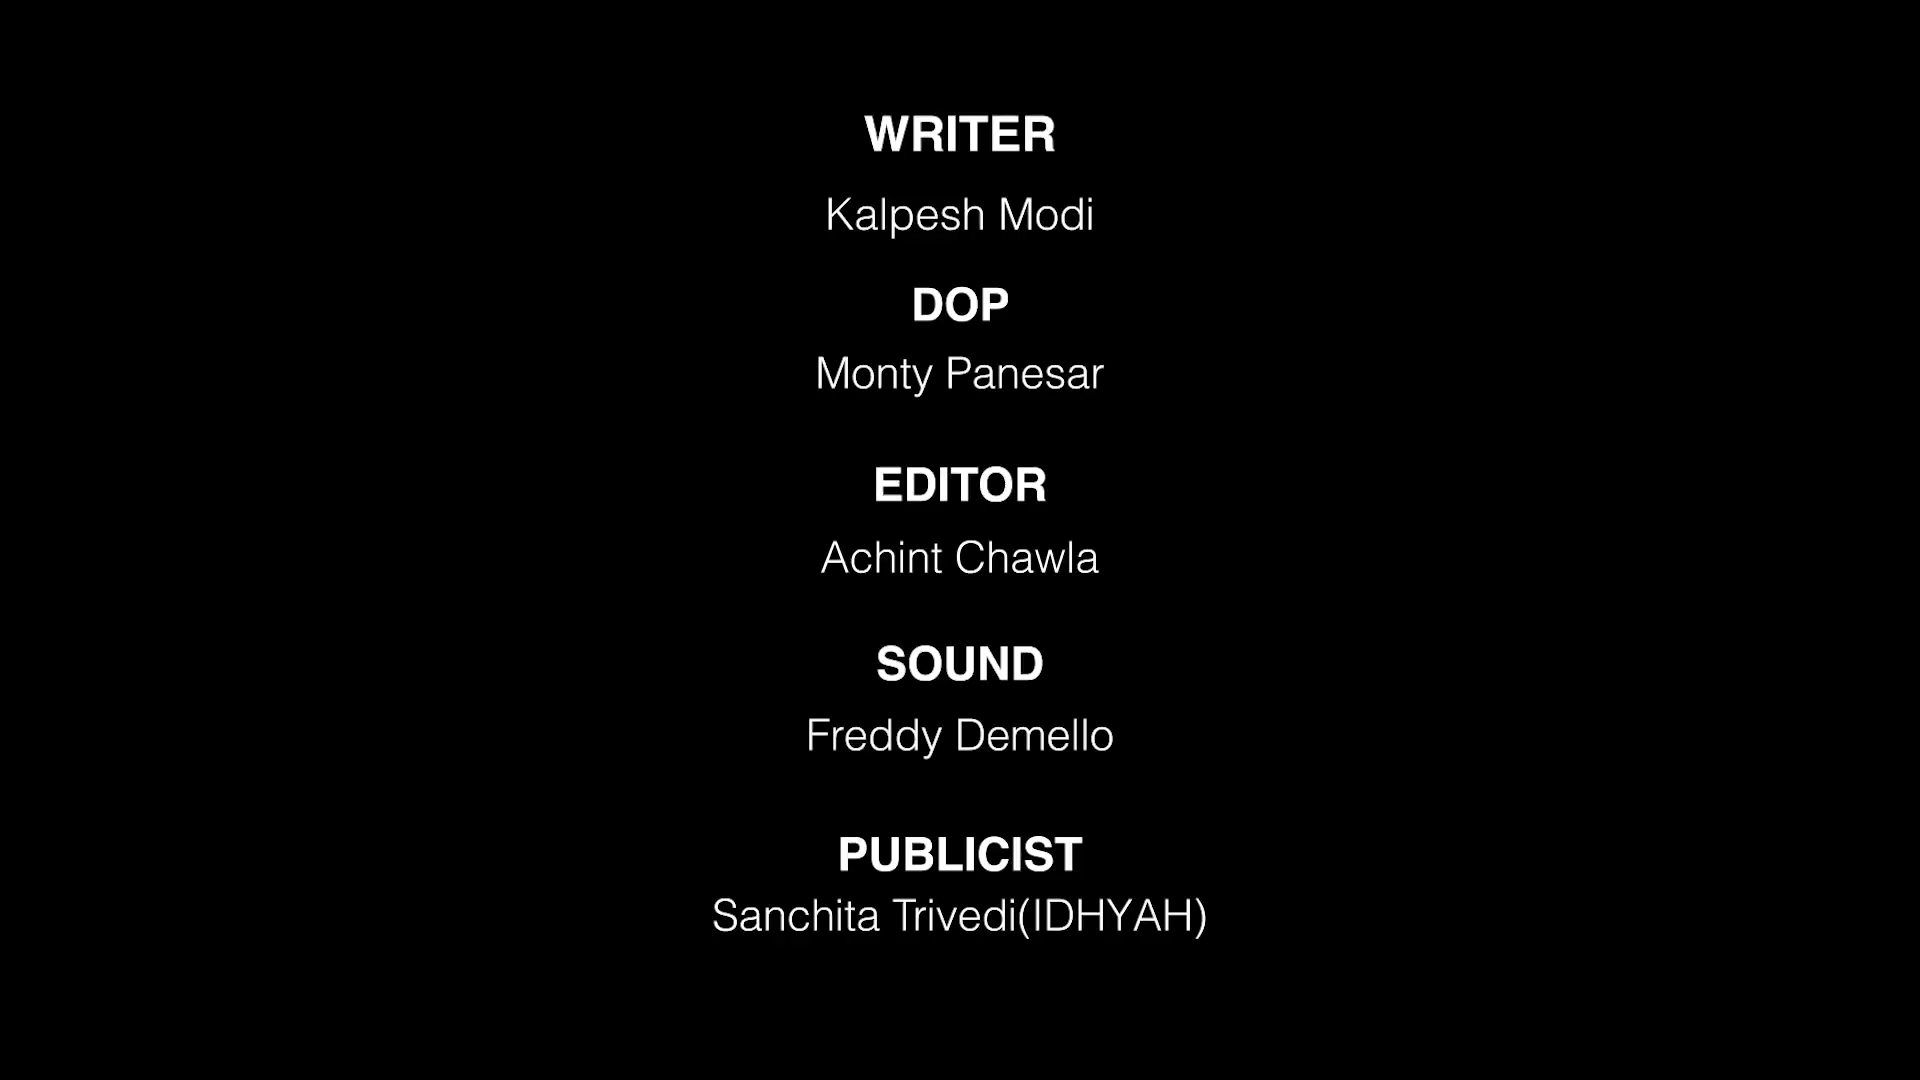 WRITER
Kalpesh Modi
DOP
Monty Panesar
EDITOR
Achint Chawla
SOUND
Freddy Demello
PUBLICIST
Sanchita Trivedi(IDHYAH)